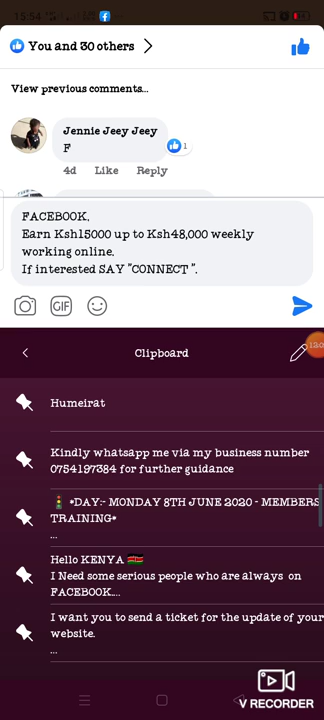 15:54
You and 30 others
View previous comments...
Jennie Jeey Jeey
F
1
4d Like Reply
FACEBOOK,
Earn Ksh15000 up to Ksh48,000 weekly
working online.
If interested SAY "CONNECT ".
GIF
Clipboard
Humeirat
Kindly whatsapp me via my business number
0754197384 for further guidance
🚦 *DAY:- MONDAY 8TH JUNE 2020 - MEMBERS
TRAINING*
...
Hello KENYA 🇰🇪
I Need some serious people who are always on
FACEBOOK....
I want you to send a ticket for the update of your
website.
...
V RECORDER